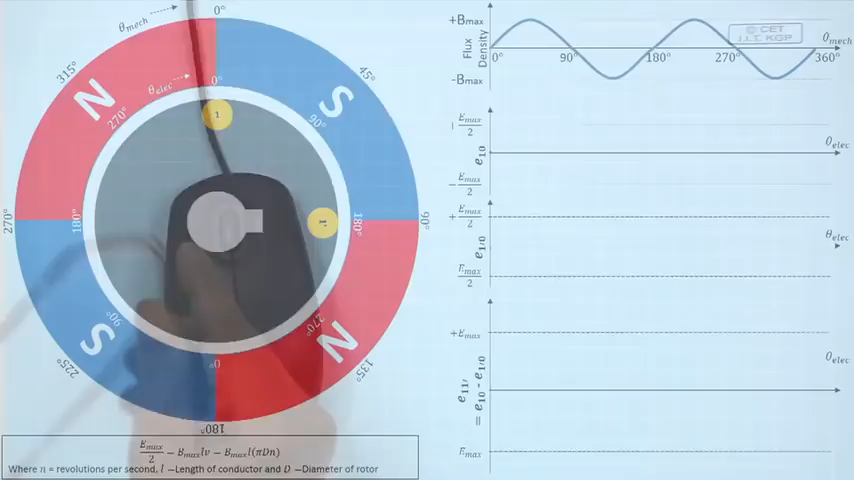 θmech
0°
315°
N
270°
θelec
0°
1
45°
S
90°
270°
180°
1'
180°
90°
90°
S
225°
0°
180°
270°
N
135°
Emax/2 = Bmaxlv = Bmaxl(πDn)
Where n = revolutions per second, l –Length of conductor and D –Diameter of rotor
+Bmax
Flux Density
-Bmax
0°
90°
180°
270°
360°
θmech
© CET
I.I.T. KGP
+ Emax/2
e10
- Emax/2
θelec
+ Emax/2
e1'0
Emax/2
θelec
+Emax
e11'
= e10 - e1'0
Emax
θelec